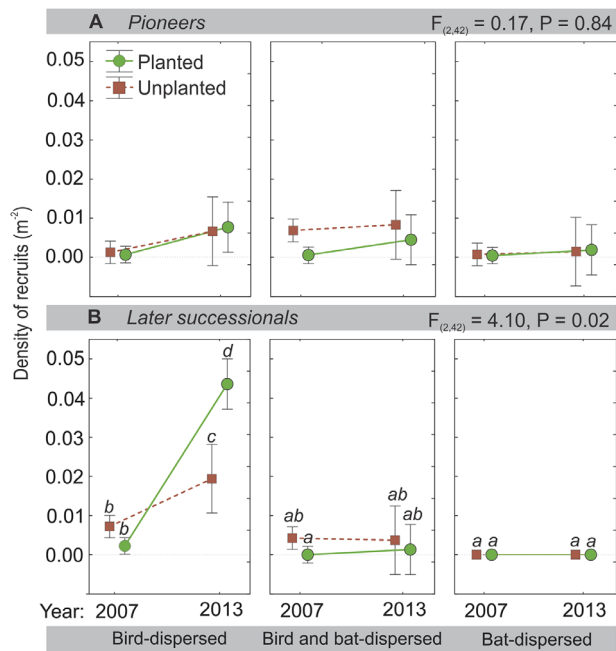 A Pioneers F(2,42) = 0.17, P = 0.84
Planted
Unplanted
0.05
0.04
0.03
0.02
0.01
0.00
Density of recruits (m-2)
B Later successionals F(2,42) = 4.10, P = 0.02
0.05
0.04
0.03
0.02
0.01
0.00
b
b
c
d
ab
a
ab
ab
a a
a a
Year: 2007 2013 2007 2013 2007 2013
Bird-dispersed Bird and bat-dispersed Bat-dispersed